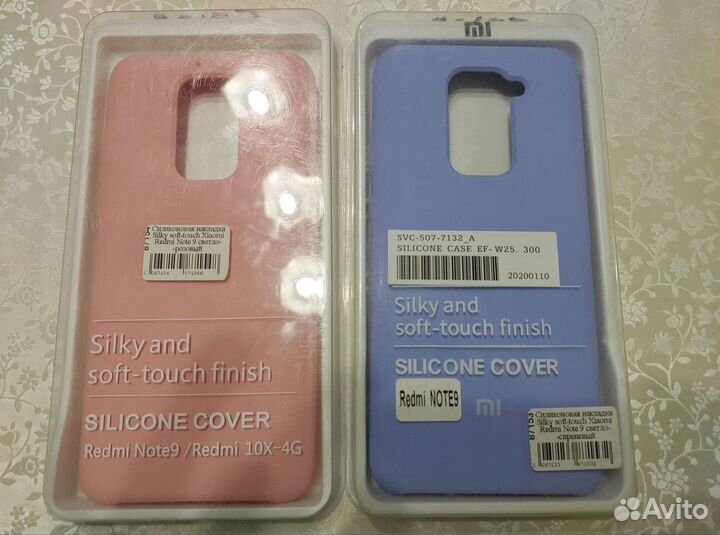 Силиконовая накладка
Silky soft-touch Xiaomi
Redmi Note 9 светло-
-розовый
Silky and
soft-touch finish
SILICONE COVER
Redmi Note9 /Redmi 10X-4G
mi
SVC-507-7132_A
SILICONE CASE EF-W25. 300
20200110
Silky and
soft-touch finish
SILICONE COVER
Redmi NOTE9
mi
87153
Силиконовая накладка
Silky soft-touch Xiaomi
Redmi Note 9 светло-
-сиреневый
Avito